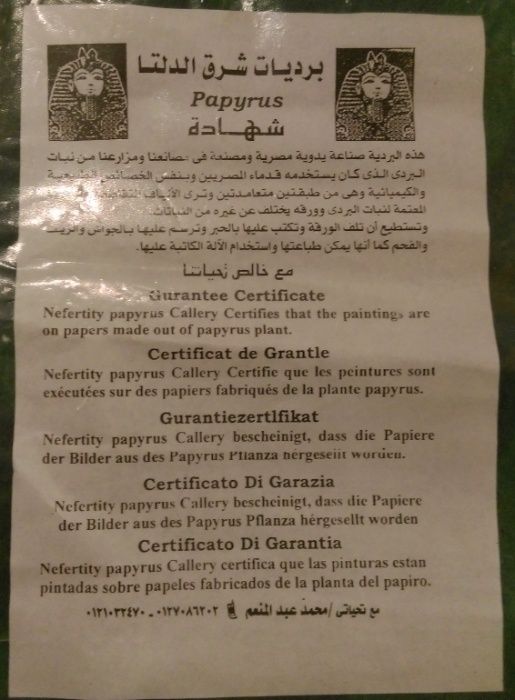 برديات شرق الدلتا
Papyrus
شهادة
هذه البردية صناعة يدوية مصرية ومصنعة فى مصانعنا ومزارعنا من نبات
البردى الذى كان يستخدمه قدماء المصريين وبنفس الخصائص الطبيعية
والكيميائية وهى من طبقتين متعامدتين وترى الألياف
المعتمة لنبات البردى وورقه يختلف عن غيره من النباتات
وتستطيع أن تلف الورقة وتكتب عليها بالحبر وترسم عليها بالجواش والزيت
والفحم كما أنها يمكن طباعتها واستخدام الآلة الكاتبة عليها.
مع خالص تحياتنا
Gurantee Certificate
Nefertity papyrus Callery Certifies that the paintings are
on papers made out of papyrus plant.
Certificat de Grantle
Nefertity papyrus Callery Certifie que les peintures sont
exécutées sur des papiers fabriqués de la plante papyrus.
Gurantiezertlfikat
Nefertity papyrus Callery bescheinigt, dass die Papiere
der Bilder aus des Papyrus Pflanza hergesellt worden.
Certificato Di Garazia
Nefertity papyrus Callery bescheinigt, dass die Papiere
der Bilder aus des Papyrus Pflanza hérgesellt worden
Certificato Di Garantia
Nefertity papyrus Callery certifica que las pinturas estan
pintadas sobre papeles fabricados de la planta del papiro.
مع تحياتى / محمد عبد المنعم ٠١٢٧٠٨٦٢٠٢ - ٠١٢١٠٣٢٤٧٠